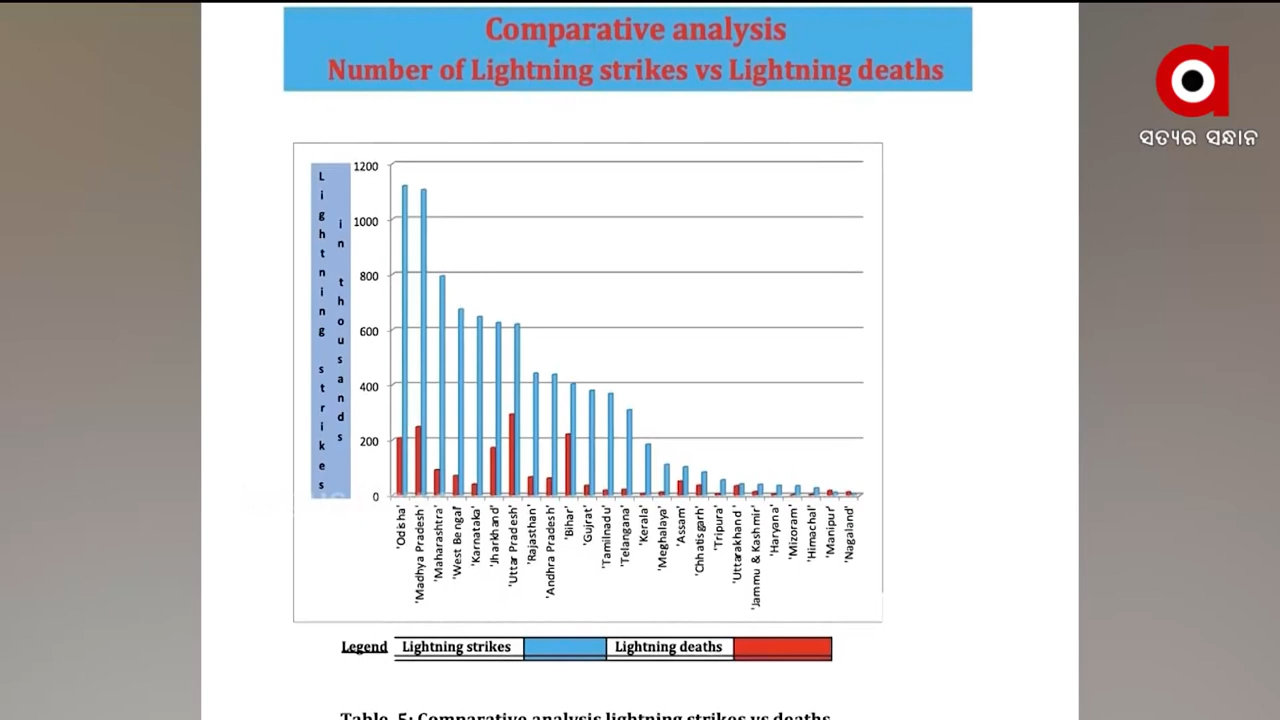 Comparative analysis
Number of Lightning strikes vs Lightning deaths
ସତ୍ୟର ସନ୍ଧାନ
Lightning strikes
in thousands
1200
1000
800
600
400
200
0
'Odisha'
'Madhya Pradesh'
'Maharashtra'
'West Bengal'
'Karnataka'
'Jharkhand'
'Uttar Pradesh'
'Rajasthan'
'Andhra Pradesh'
'Bihar'
'Gujrat'
'Tamilnadu'
'Telangana'
'Kerala'
'Meghalaya'
'Assam'
'Chhatisgarh'
'Tripura'
'Uttarakhand'
'Jammu & Kashmir'
'Haryana'
'Mizoram'
'Himachal'
'Manipur'
'Nagaland'
Legend Lightning strikes Lightning deaths
Table 5: Comparative analysis lightning strikes vs deaths